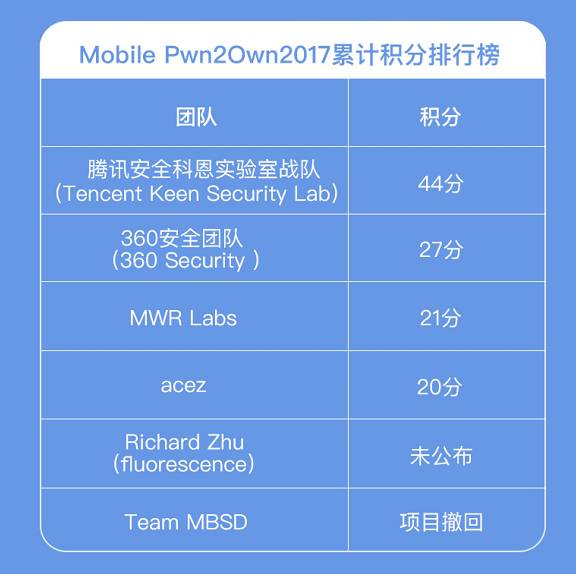 Mobile Pwn2Own2017累计积分排行榜
团队 积分
腾讯安全科恩实验室战队
(Tencent Keen Security Lab)
44分
360安全团队
(360 Security )
27分
MWR Labs 21分
acez 20分
Richard Zhu
(fluorescence)
未公布
Team MBSD 项目撤回